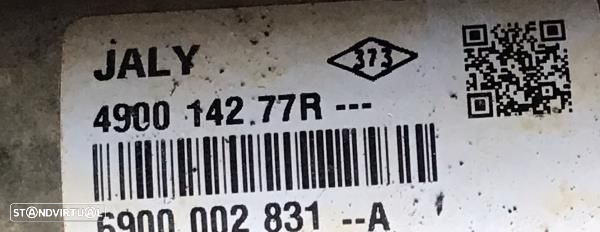 JALY 373
4900 142 77R ---
6900 002 831 --A
STANDVIRTUAL